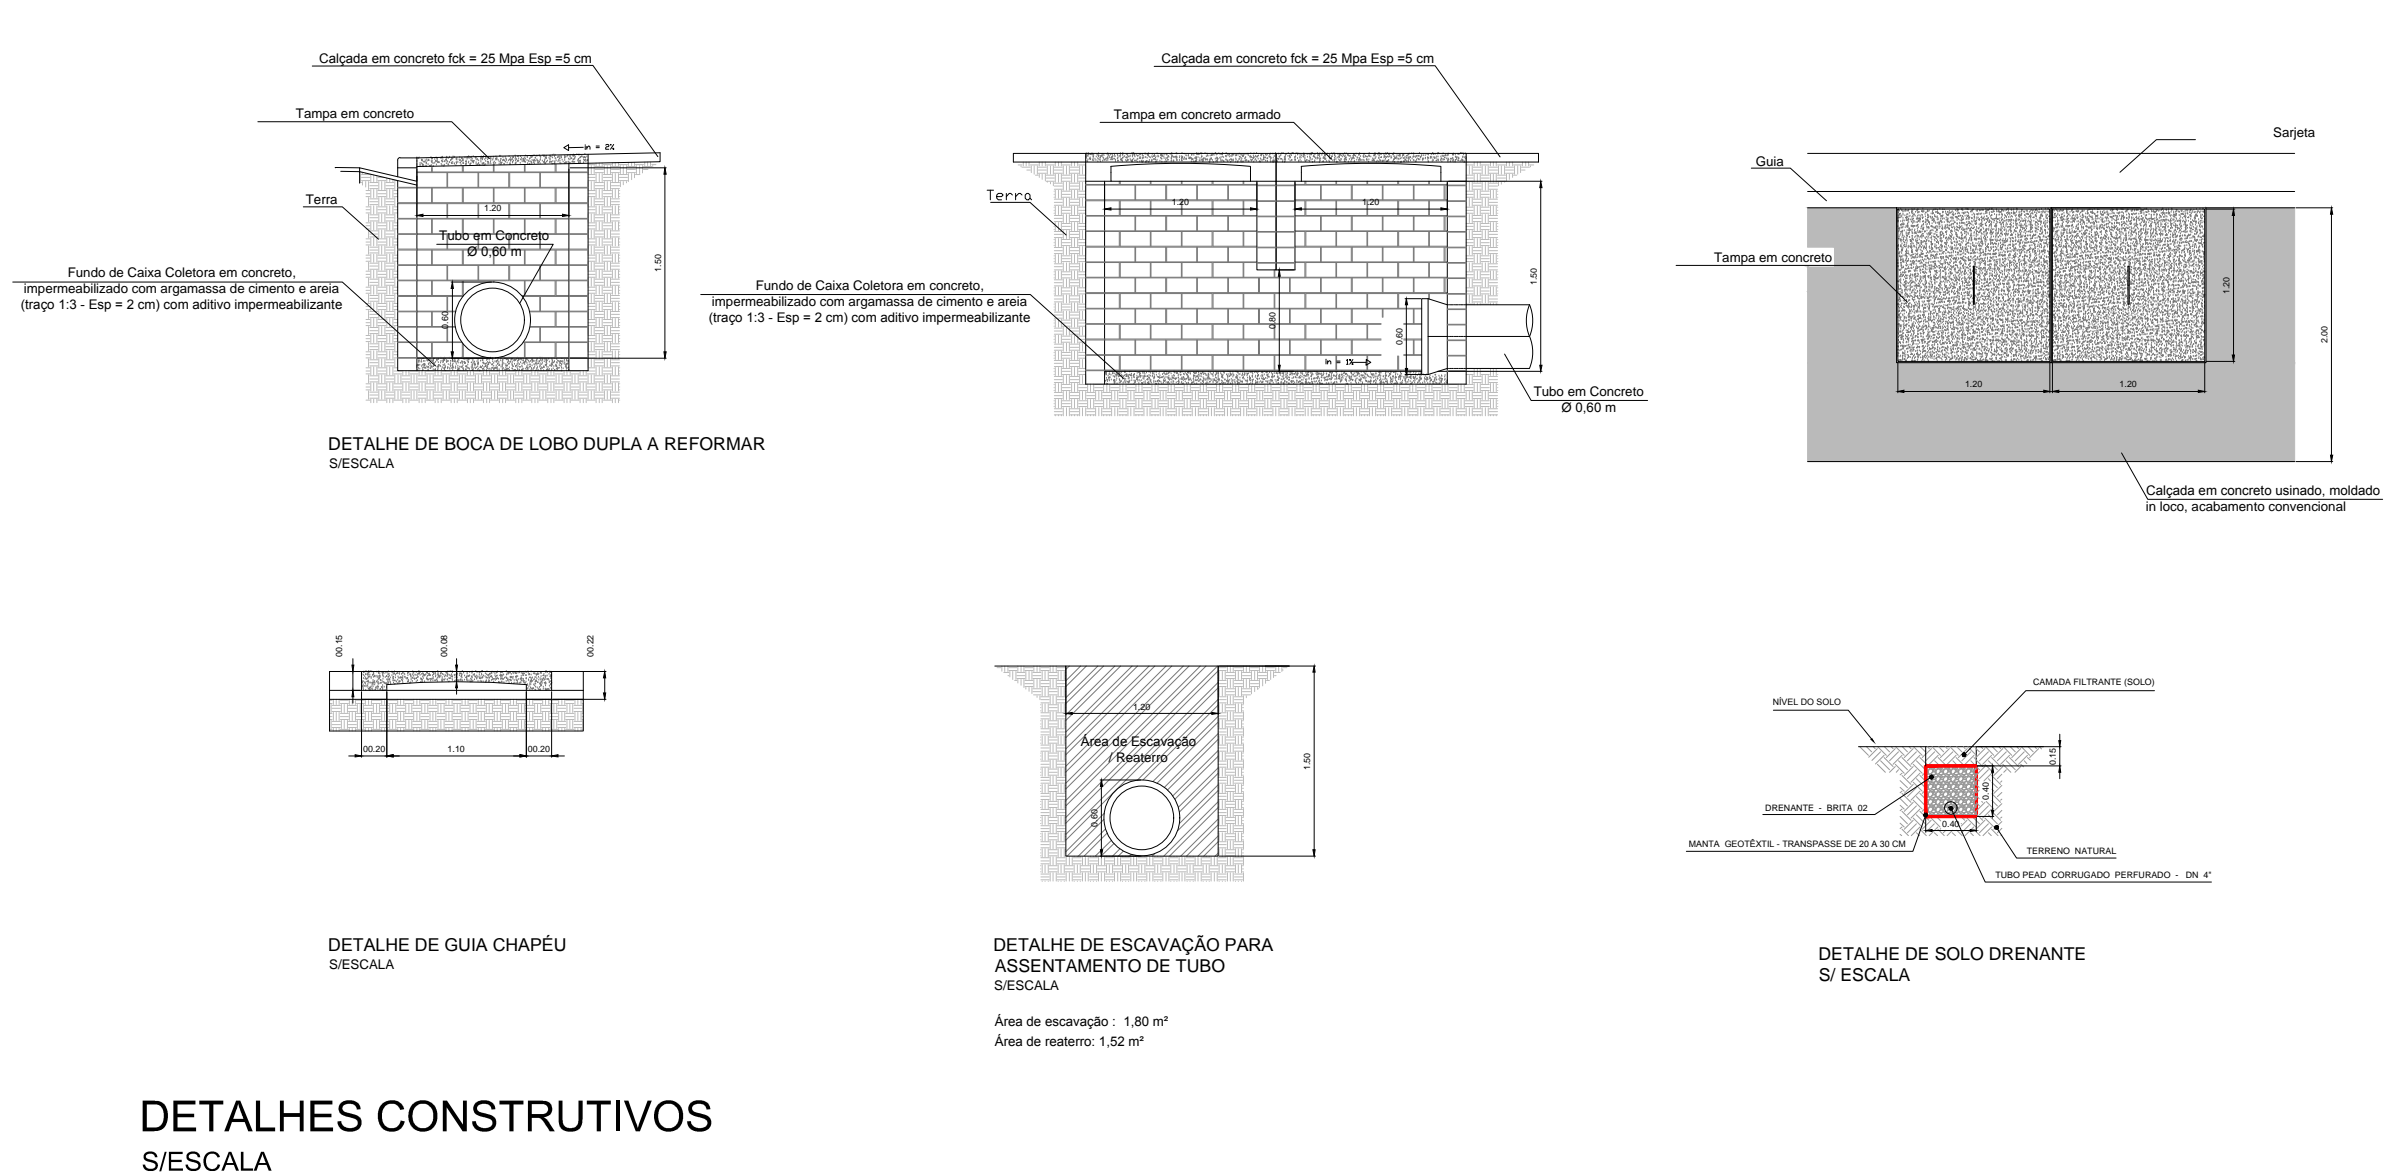 Calçada em concreto fck = 25 Mpa Esp =5 cm
Tampa em concreto
in = 2%
Terra
1.20
Tubo em Concreto
Ø 0,60 m
1.50
0.60
Fundo de Caixa Coletora em concreto,
impermeabilizado com argamassa de cimento e areia
(traço 1:3 - Esp = 2 cm) com aditivo impermeabilizante
DETALHE DE BOCA DE LOBO DUPLA A REFORMAR
S/ESCALA
Calçada em concreto fck = 25 Mpa Esp =5 cm
Tampa em concreto armado
Terra
1.20
1.20
1.50
Fundo de Caixa Coletora em concreto,
impermeabilizado com argamassa de cimento e areia
(traço 1:3 - Esp = 2 cm) com aditivo impermeabilizante
0.80
0.60
in = 1%
Tubo em Concreto
Ø 0,60 m
Sarjeta
Guia
Tampa em concreto
1.20
2.00
1.20
1.20
Calçada em concreto usinado, moldado
in loco, acabamento convencional
00.15
00.08
00.22
00.20
1.10
00.20
DETALHE DE GUIA CHAPÉU
S/ESCALA
1.20
Área de Escavação
/ Reaterro
1.50
0.60
DETALHE DE ESCAVAÇÃO PARA
ASSENTAMENTO DE TUBO
S/ESCALA
Área de escavação : 1,80 m²
Área de reaterro: 1,52 m²
CAMADA FILTRANTE (SOLO)
NÍVEL DO SOLO
0.15
0.40
DRENANTE - BRITA 02
0.40
MANTA GEOTÊXTIL - TRANSPASSE DE 20 A 30 CM
TERRENO NATURAL
TUBO PEAD CORRUGADO PERFURADO - DN 4"
DETALHE DE SOLO DRENANTE
S/ ESCALA
DETALHES CONSTRUTIVOS
S/ESCALA